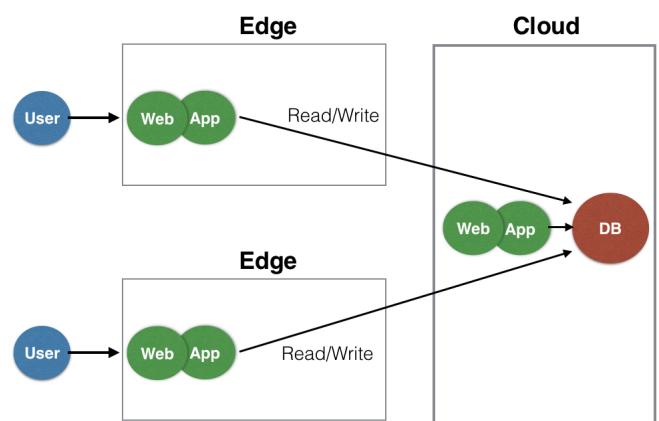 Edge
Cloud
User
Web
App
Read/Write
Web
App
DB
Edge
User
Web
App
Read/Write